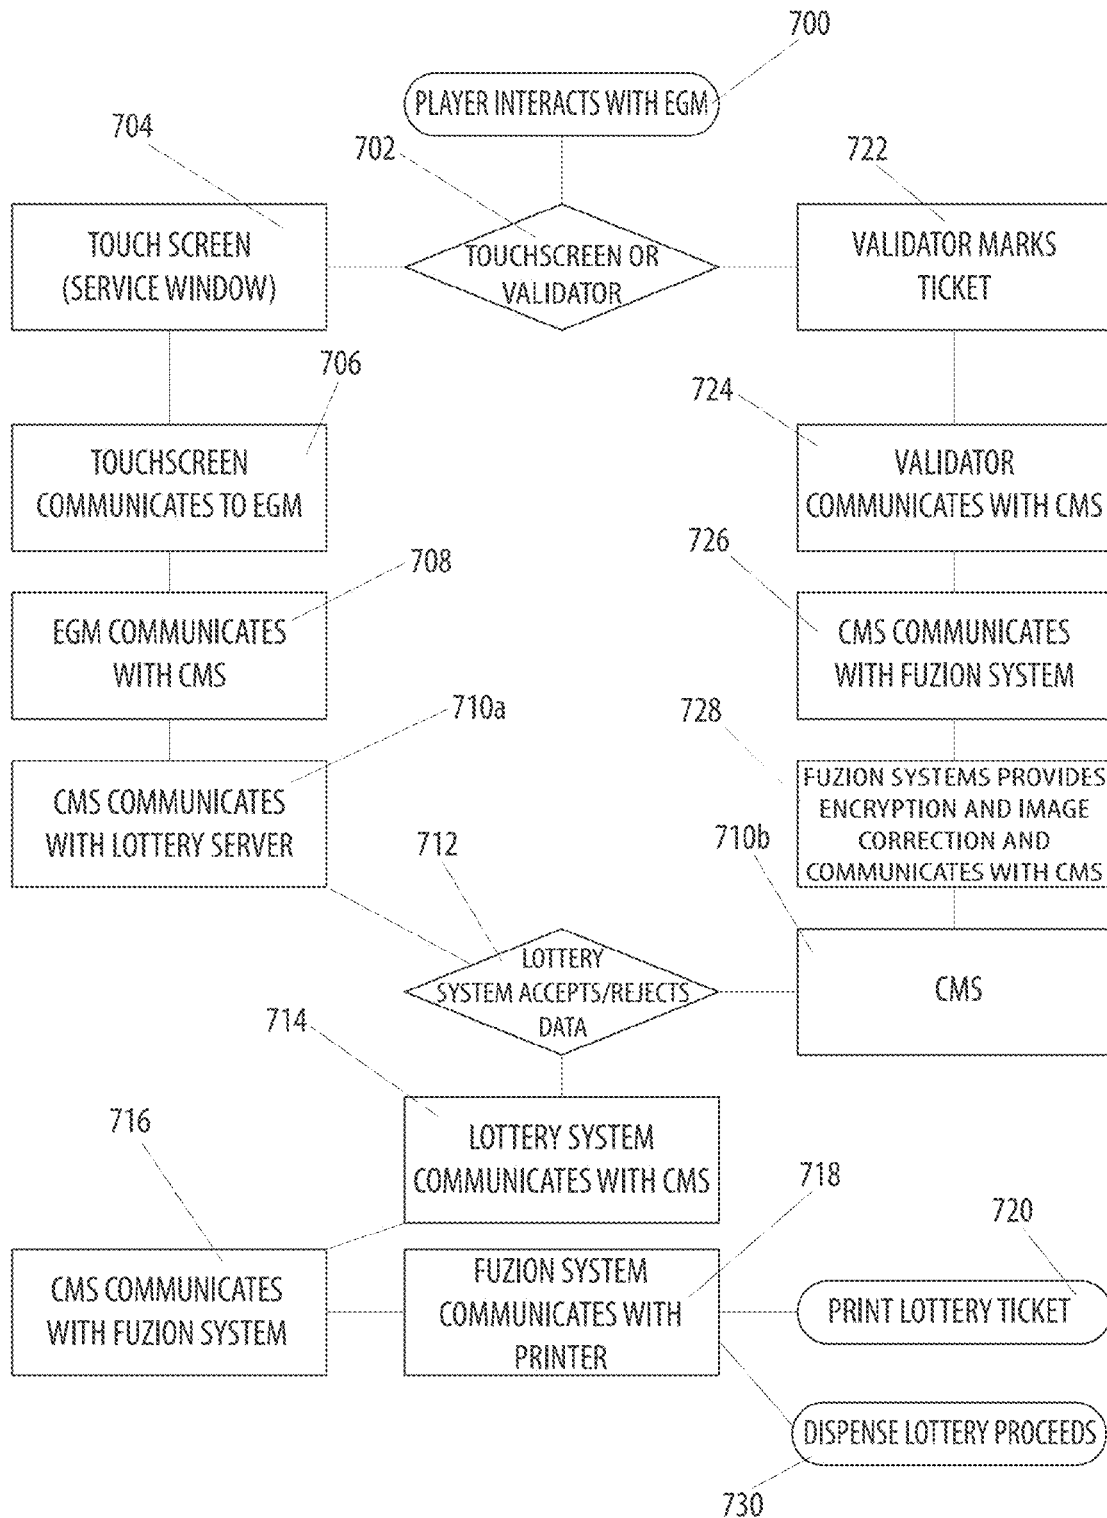 700
PLAYER INTERACTS WITH EGM
704
702
722
TOUCH SCREEN
(SERVICE WINDOW)
TOUCHSCREEN OR
VALIDATOR
VALIDATOR MARKS
TICKET
706
724
TOUCHSCREEN
COMMUNICATES TO EGM
VALIDATOR
COMMUNICATES WITH CMS
708
726
EGM COMMUNICATES
WITH CMS
CMS COMMUNICATES
WITH FUZION SYSTEM
710a
728
CMS COMMUNICATES
WITH LOTTERY SERVER
FUZION SYSTEMS PROVIDES
ENCRYPTION AND IMAGE
CORRECTION AND
COMMUNICATES WITH CMS
712
710b
LOTTERY
SYSTEM ACCEPTS/REJECTS
DATA
CMS
714
LOTTERY SYSTEM
COMMUNICATES WITH CMS
716
718
720
CMS COMMUNICATES
WITH FUZION SYSTEM
FUZION SYSTEM
COMMUNICATES WITH
PRINTER
PRINT LOTTERY TICKET
DISPENSE LOTTERY PROCEEDS
730